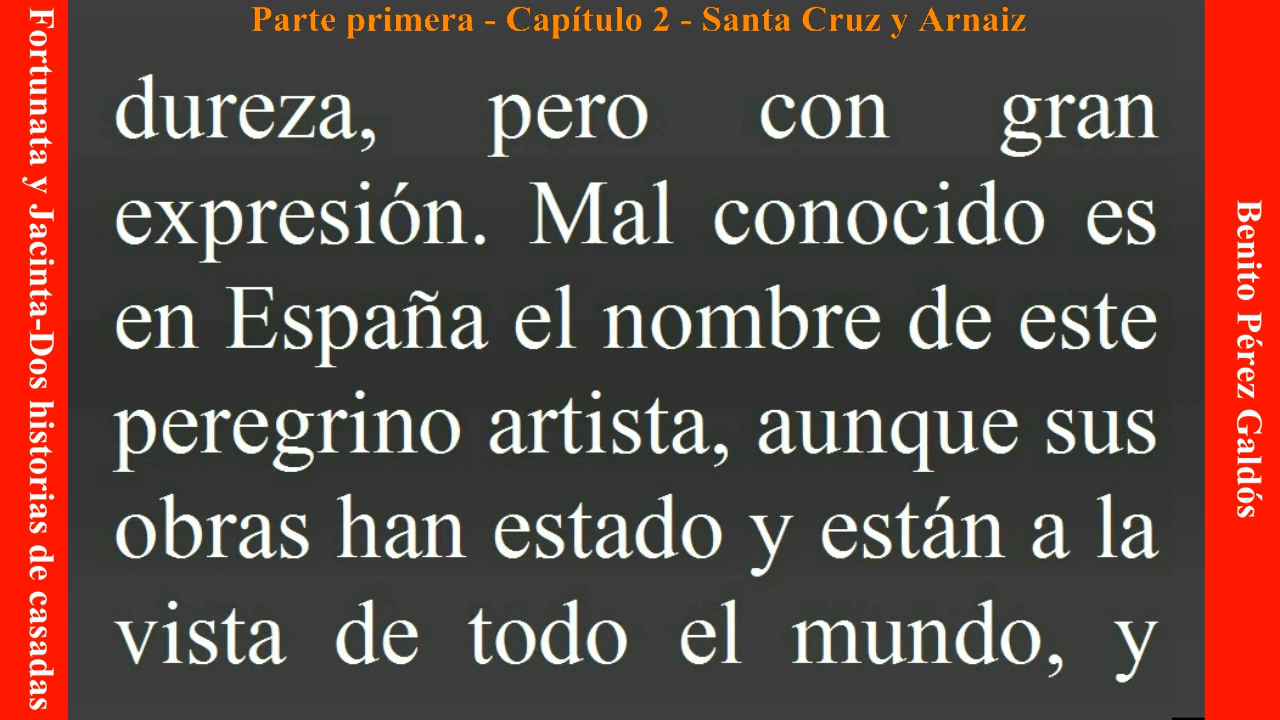 Parte primera - Capítulo 2 - Santa Cruz y Arnaiz
Fortunata y Jacinta-Dos historias de casadas
dureza, pero con gran
expresión. Mal conocido es
en España el nombre de este
peregrino artista, aunque sus
obras han estado y están a la
vista de todo el mundo, y
Benito Pérez Galdós